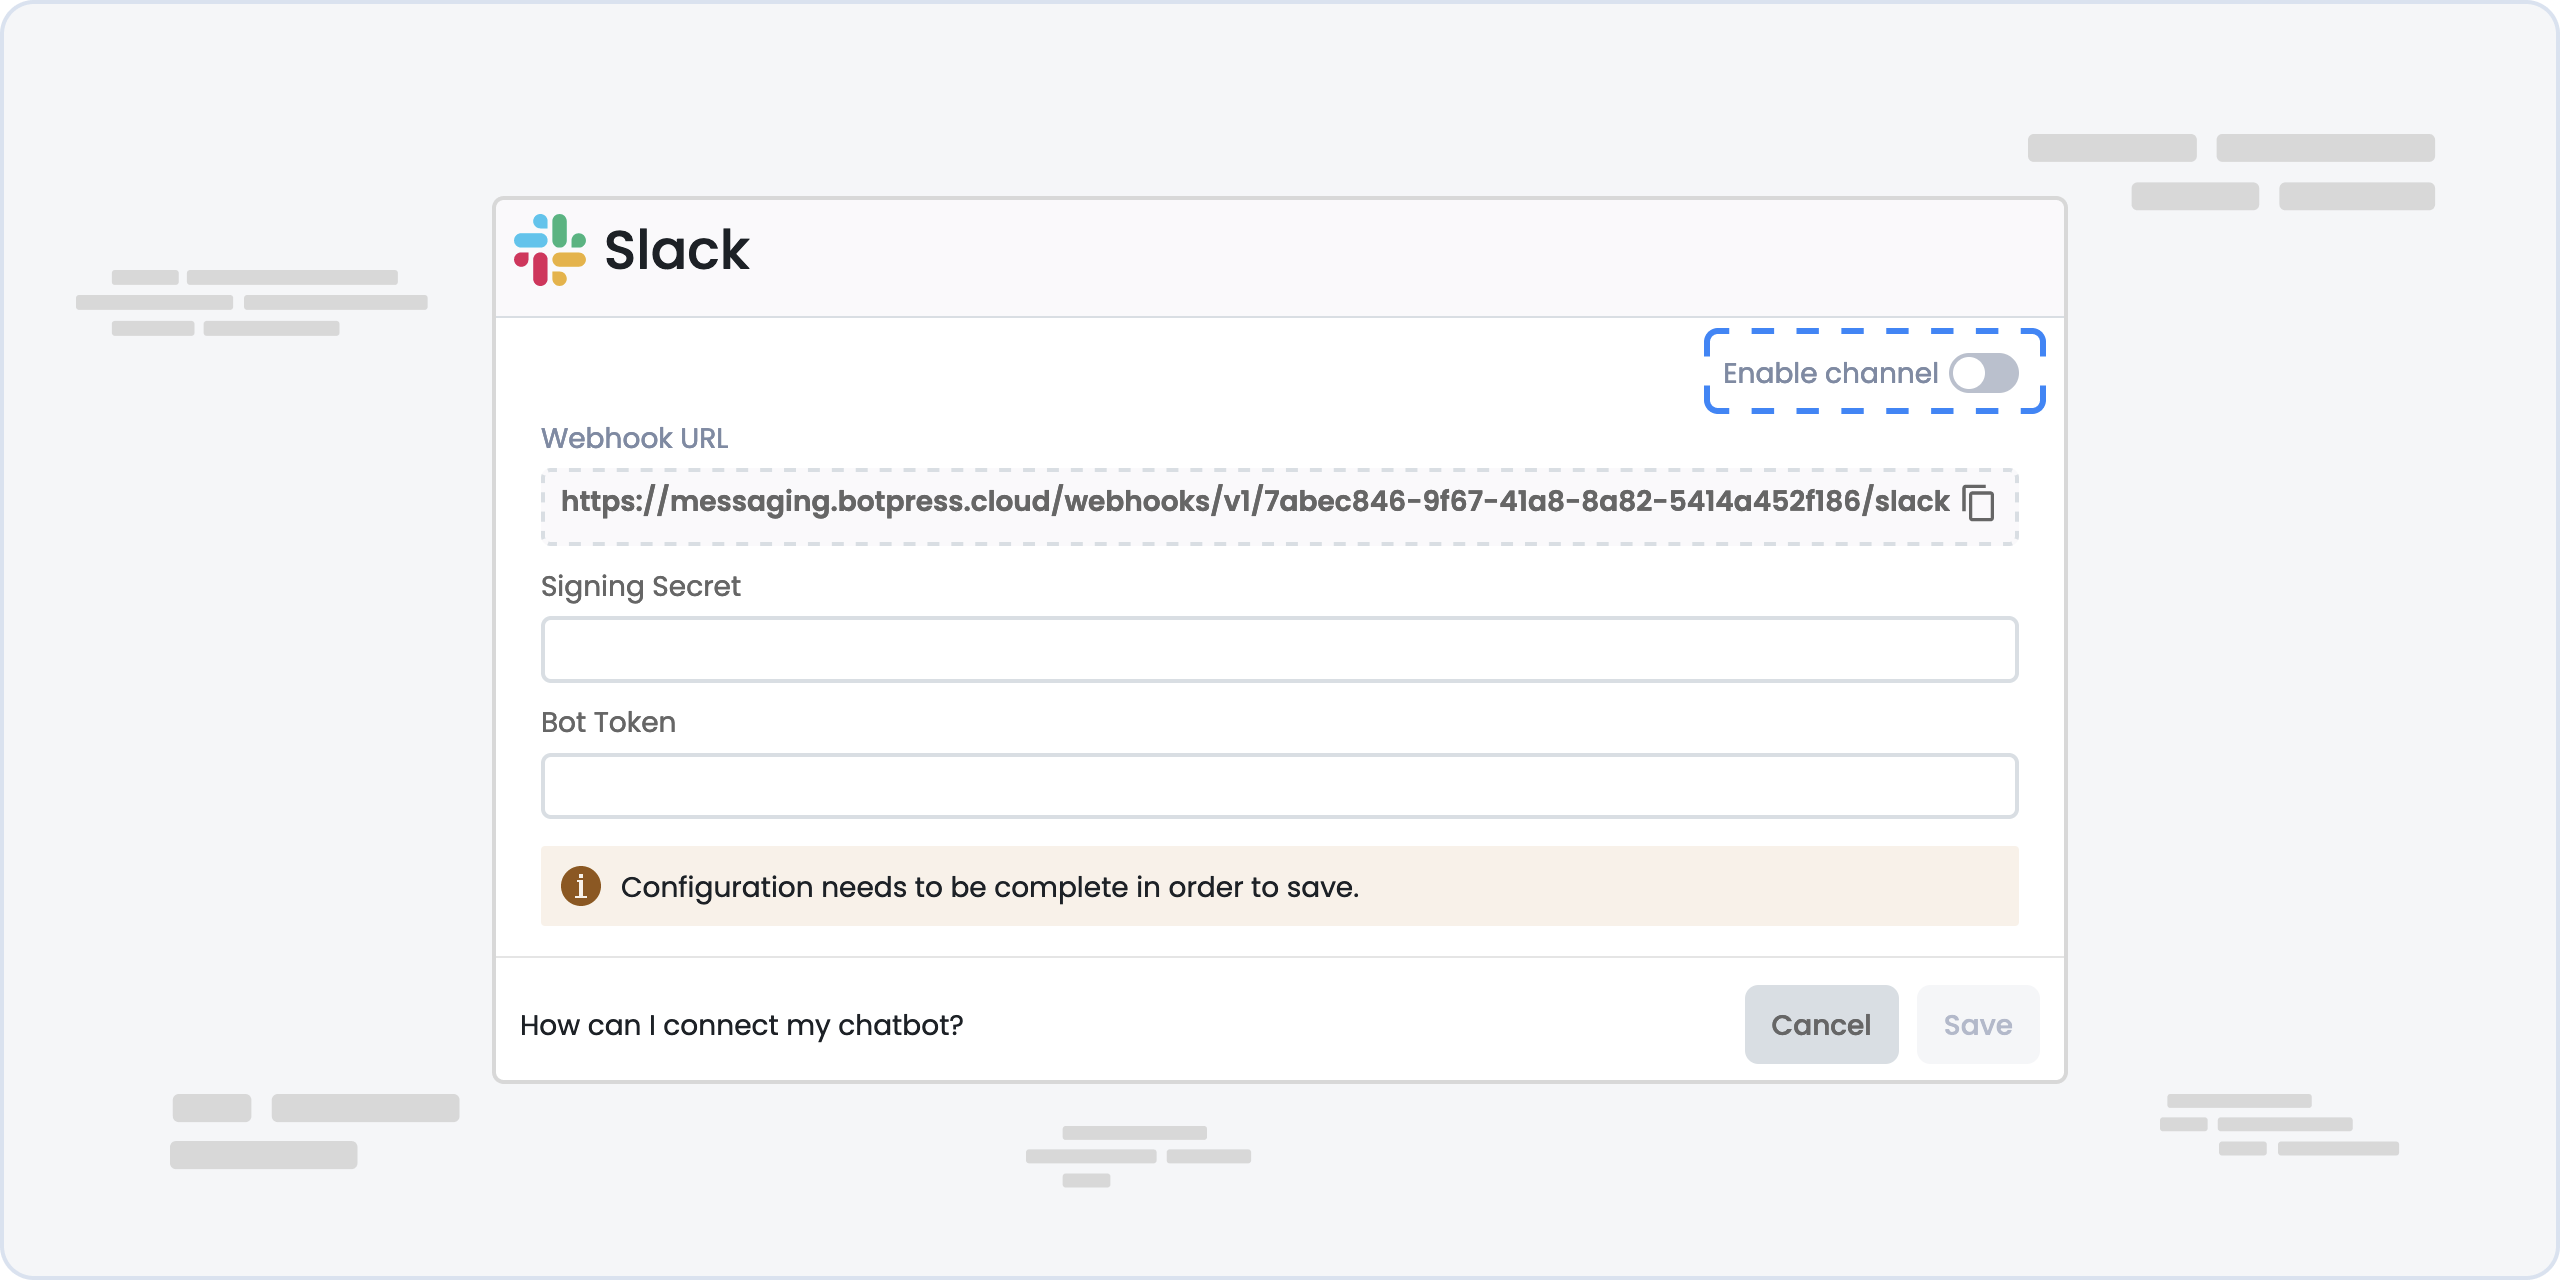 Slack
Enable channel
Webhook URL
https://messaging.botpress.cloud/webhooks/v1/7abec846-9f67-41a8-8a82-5414a452f186/slack
Signing Secret
Bot Token
Configuration needs to be complete in order to save.
How can I connect my chatbot?
Cancel
Save